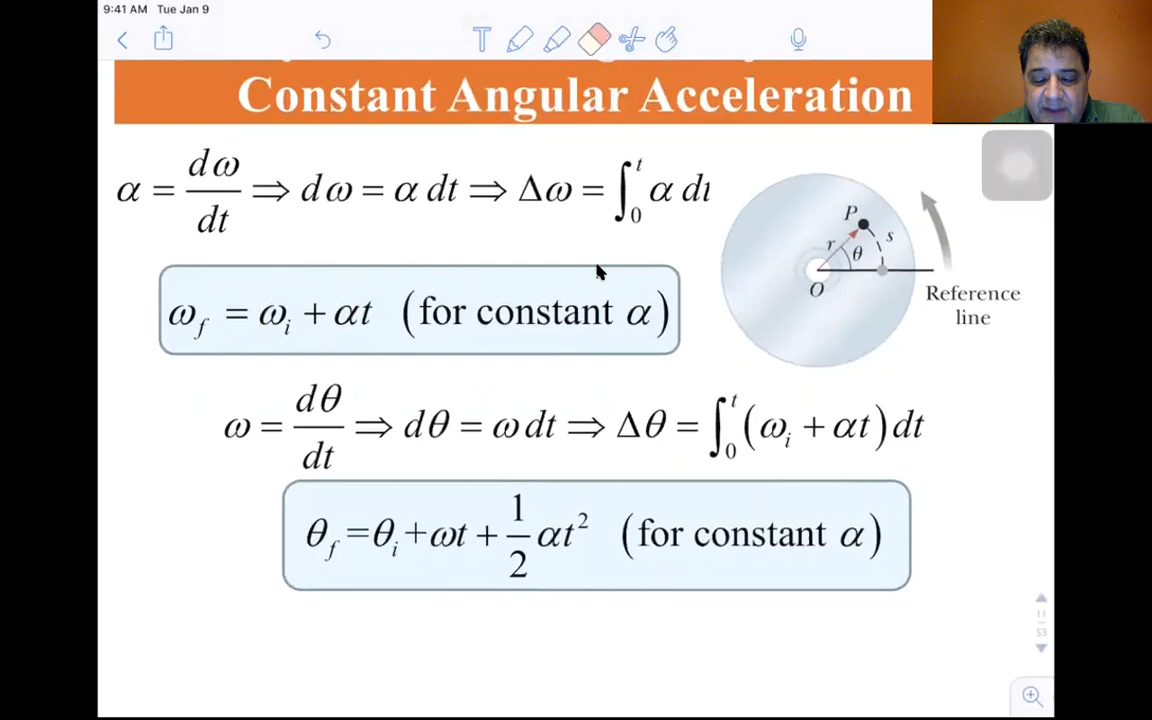 9:41 AM Tue Jan 9
T
Constant Angular Acceleration
α = dω/dt ⇒ dω = α dt ⇒ Δω = ∫₀ᵗ α dt
P
r
θ
s
O
Reference
line
ω_f = ω_i + αt (for constant α)
ω = dθ/dt ⇒ dθ = ω dt ⇒ Δθ = ∫₀ᵗ (ω_i + αt) dt
θ_f = θ_i + ωt + 1/2 αt² (for constant α)
11
53